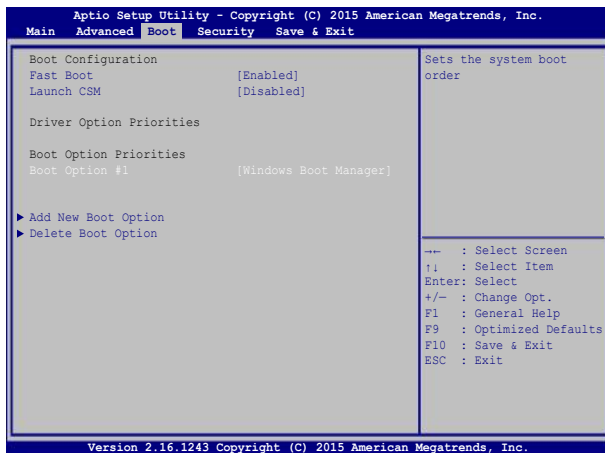 Aptio Setup Utility - Copyright (C) 2015 American Megatrends, Inc.
Main Advanced Boot Security Save & Exit
Boot Configuration
Fast Boot [Enabled]
Launch CSM [Disabled]
Driver Option Priorities
Boot Option Priorities
Boot Option #1 [Windows Boot Manager]
Add New Boot Option
Delete Boot Option
Sets the system boot
order
→← : Select Screen
↑↓ : Select Item
Enter: Select
+/— : Change Opt.
F1 : General Help
F9 : Optimized Defaults
F10 : Save & Exit
ESC : Exit
Version 2.16.1243 Copyright (C) 2015 American Megatrends, Inc.